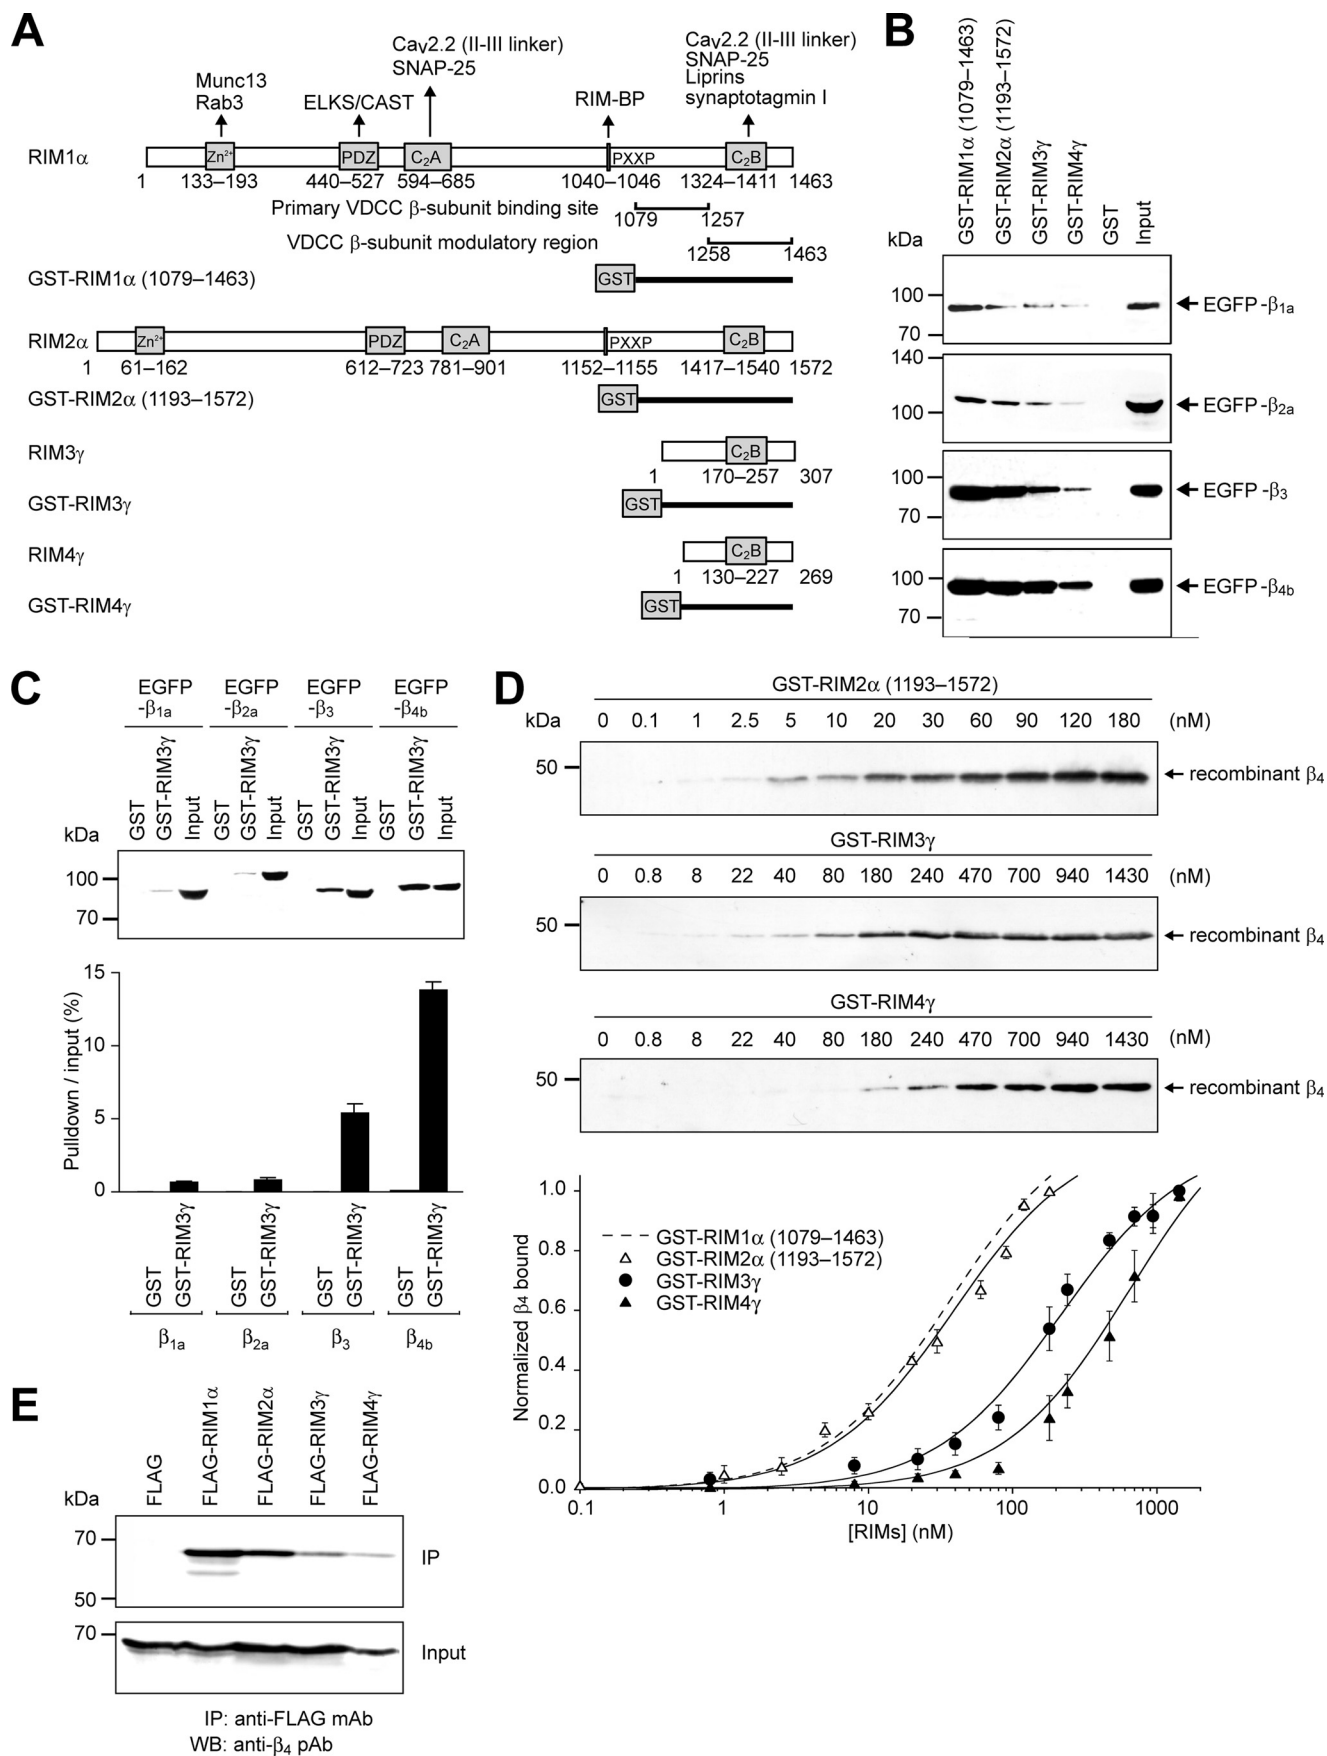 A
Cav2.2 (II-III linker)
SNAP-25
Munc13
Rab3
ELKS/CAST
RIM-BP
Cav2.2 (II-III linker)
SNAP-25
Liprins
synaptotagmin I
RIM1α
Zn2+ PDZ C2A PXXP C2B
1 133–193 440–527 594–685 1040–1046 1324–1411 1463
Primary VDCC β-subunit binding site
1079 1257
VDCC β-subunit modulatory region
1258 1463
GST-RIM1α (1079–1463)
GST
RIM2α
Zn2+ PDZ C2A PXXP C2B
1 61–162 612–723 781–901 1152–1155 1417–1540 1572
GST-RIM2α (1193–1572)
GST
RIM3γ
C2B
1 170–257 307
GST-RIM3γ
GST
RIM4γ
C2B
1 130–227 269
GST-RIM4γ
GST
B
GST-RIM1α (1079–1463)
GST-RIM2α (1193–1572)
GST-RIM3γ
GST-RIM4γ
GST
Input
kDa
100
70
EGFP-β1a
140
100
EGFP-β2a
100
70
EGFP-β3
100
70
EGFP-β4b
C
EGFP
-β1a
EGFP
-β2a
EGFP
-β3
EGFP
-β4b
GST
GST-RIM3γ
Input
GST
GST-RIM3γ
Input
GST
GST-RIM3γ
Input
GST
GST-RIM3γ
Input
kDa
100
70
Pulldown / input (%)
15
10
5
0
GST
GST-RIM3γ
GST
GST-RIM3γ
GST
GST-RIM3γ
GST
GST-RIM3γ
β1a β2a β3 β4b
D
GST-RIM2α (1193–1572)
kDa 0 0.1 1 2.5 5 10 20 30 60 90 120 180 (nM)
50
recombinant β4
GST-RIM3γ
0 0.8 8 22 40 80 180 240 470 700 940 1430 (nM)
50
recombinant β4
GST-RIM4γ
0 0.8 8 22 40 80 180 240 470 700 940 1430 (nM)
50
recombinant β4
Normalized β4 bound
1.0
0.8
0.6
0.4
0.2
0.0
GST-RIM1α (1079–1463)
GST-RIM2α (1193–1572)
GST-RIM3γ
GST-RIM4γ
0.1 1 10 100 1000
[RIMs] (nM)
E
FLAG
FLAG-RIM1α
FLAG-RIM2α
FLAG-RIM3γ
FLAG-RIM4γ
kDa
70
50
IP
70
Input
IP: anti-FLAG mAb
WB: anti-β4 pAb